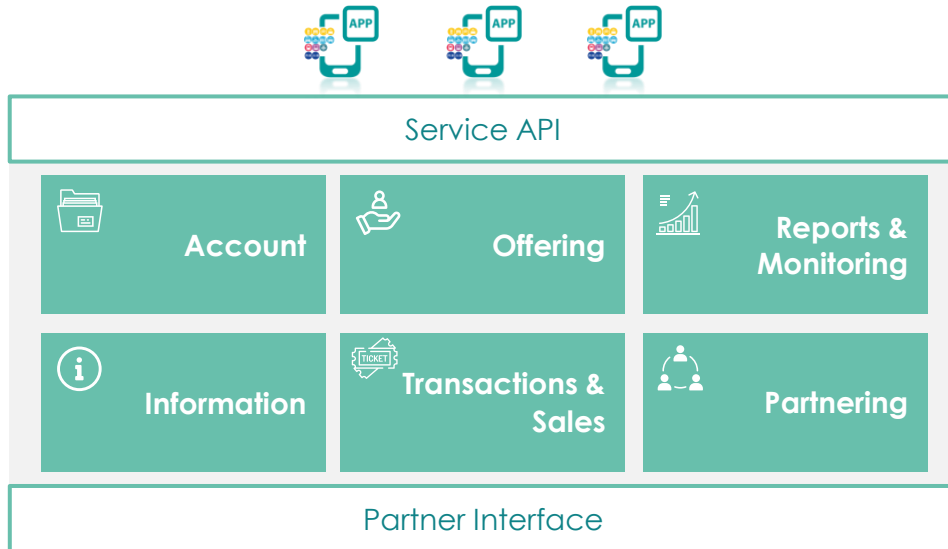 APP
APP
APP
Service API
Account
Offering
Reports &
Monitoring
Information
TICKET
Transactions &
Sales
Partnering
Partner Interface